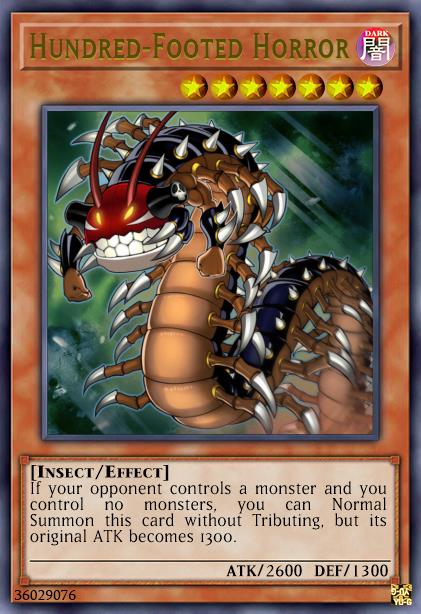 Hundred-Footed Horror
DARK
闇
[Insect/Effect]
If your opponent controls a monster and you
control no monsters, you can Normal
Summon this card without Tributing, but its
original ATK becomes 1300.
ATK/2600 DEF/1300
36029076